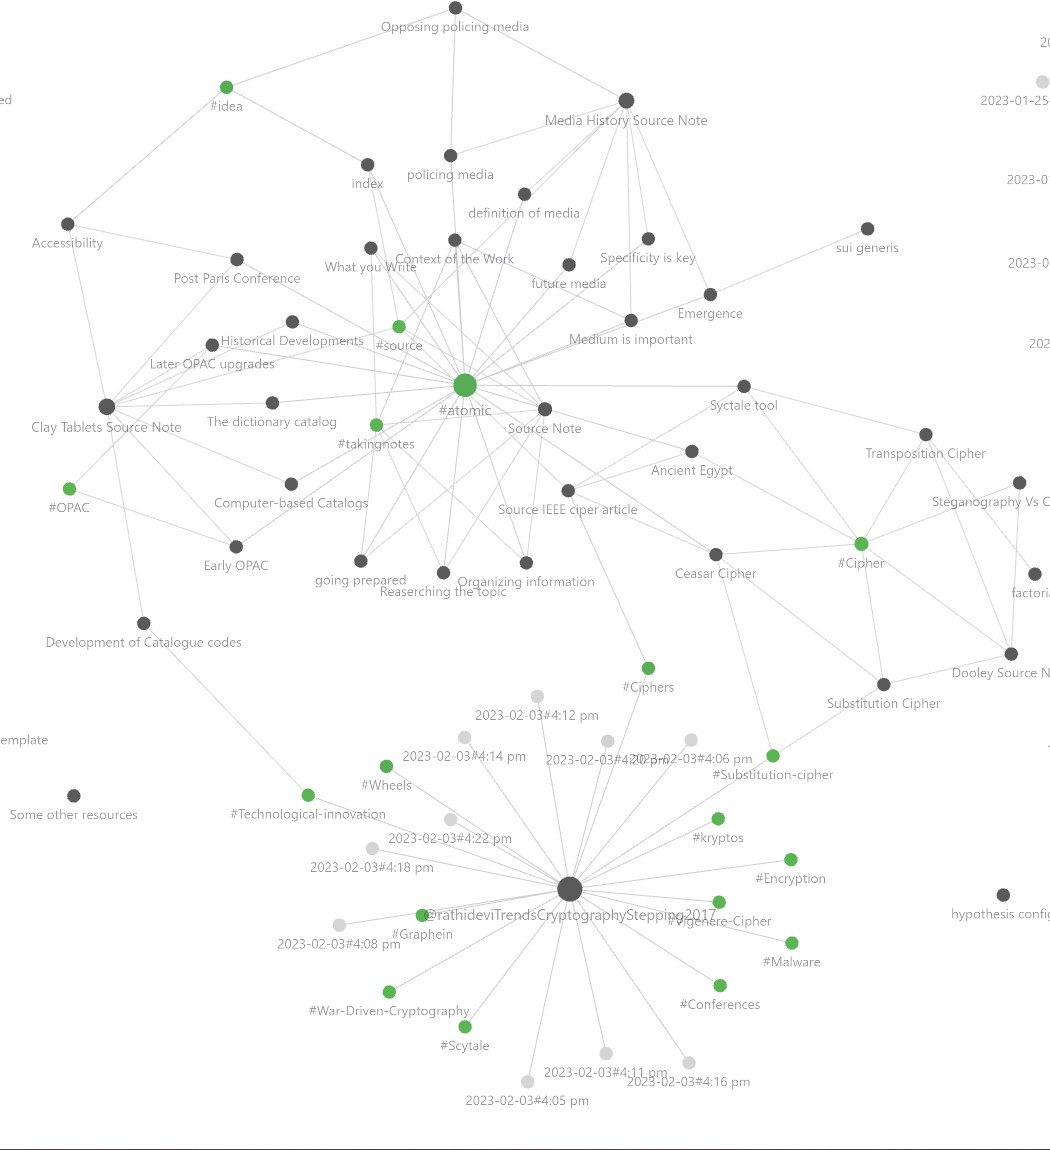 Opposing policing media
20
ed
2023-01-25
#idea
Media History Source Note
policing media
index
2023-01
definition of media
Accessibility
sui generis
Context of the Work
Specificity is key
What you Write
2023-0
Post Paris Conference
future media
Emergence
Historical Developments
#source
Medium is important
202
Later OPAC upgrades
Syctale tool
#atomic
The dictionary catalog
Clay Tablets Source Note
Source Note
#takingnotes
Transposition Cipher
Ancient Egypt
Computer-based Catalogs
Steganography Vs C
#OPAC
Source IEEE ciper article
Early OPAC
#Cipher
Ceasar Cipher
going prepared
Organizing information
Reaserching the topic
factoria
Development of Catalogue codes
Dooley Source N
#Ciphers
Substitution Cipher
2023-02-03#4:12 pm
emplate
2023-02-03#4:14 pm
2023-02-03#4:20 pm
2023-02-03#4:06 pm
#Substitution-cipher
#Wheels
Some other resources
#Technological-innovation
2023-02-03#4:22 pm
#kryptos
2023-02-03#4:18 pm
#Encryption
hypothesis config
@rathideviTrendsCryptographyStepping2017
#Vigenere-Cipher
#Graphein
2023-02-03#4:08 pm
#Malware
#Conferences
#War-Driven-Cryptography
#Scytale
2023-02-03#4:11 pm
2023-02-03#4:16 pm
2023-02-03#4:05 pm